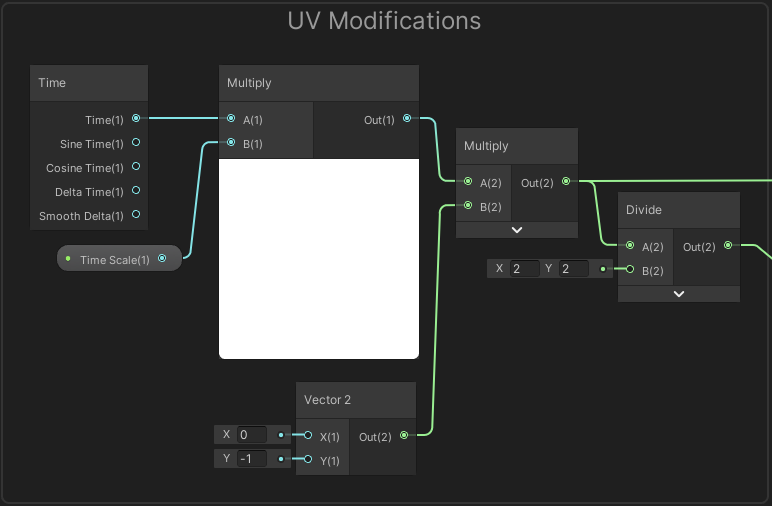 UV Modifications
Time
Time(1)
Sine Time(1)
Cosine Time(1)
Delta Time(1)
Smooth Delta(1)
Time Scale(1)
Multiply
A(1)
Out(1)
B(1)
Multiply
A(2)
Out(2)
B(2)
X 2 Y 2
Divide
A(2)
Out(2)
B(2)
Vector 2
X 0
X(1)
Out(2)
Y -1
Y(1)